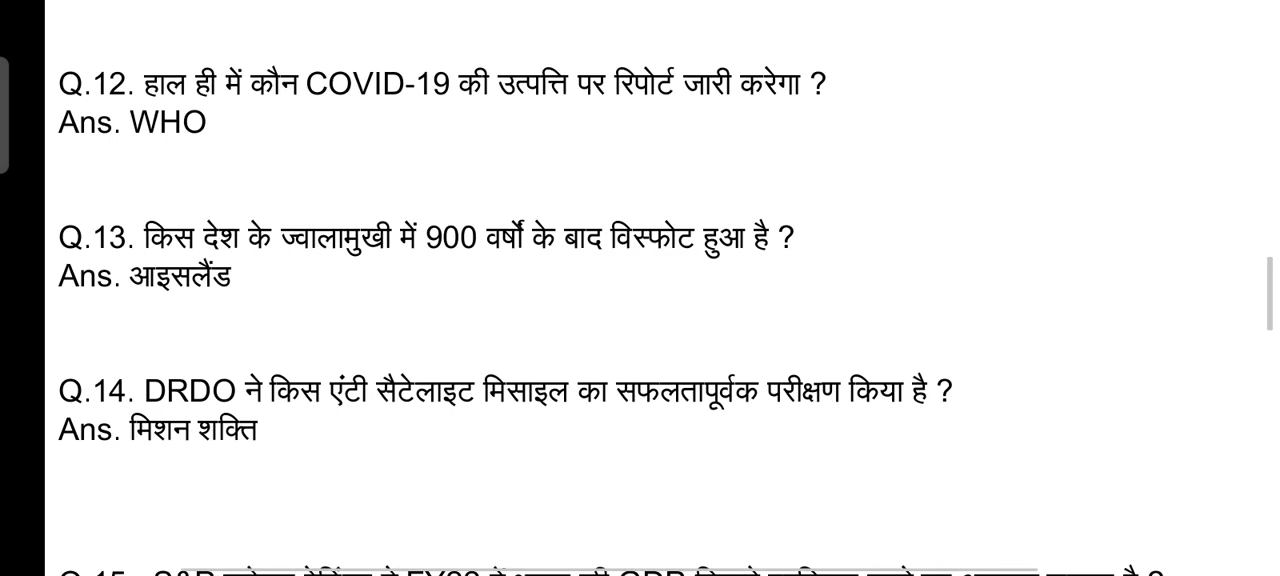 Q.12. हाल ही में कौन COVID-19 की उत्पत्ति पर रिपोर्ट जारी करेगा ?
Ans. WHO
Q.13. किस देश के ज्वालामुखी में 900 वर्षों के बाद विस्फोट हुआ है ?
Ans. आइसलैंड
Q.14. DRDO ने किस एंटी सैटेलाइट मिसाइल का सफलतापूर्वक परीक्षण किया है ?
Ans. मिशन शक्ति